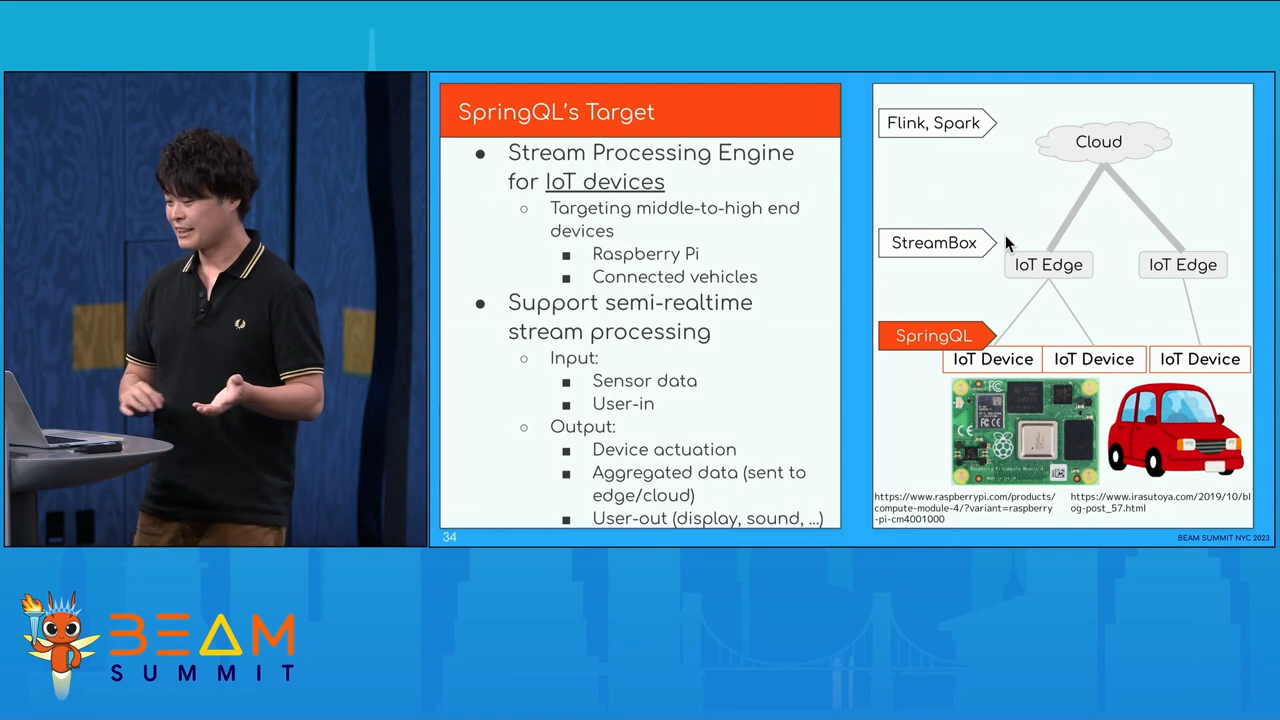 SpringQL's Target
● Stream Processing Engine
for IoT devices
○ Targeting middle-to-high end
devices
■ Raspberry Pi
■ Connected vehicles
● Support semi-realtime
stream processing
○ Input:
■ Sensor data
■ User-in
○ Output:
■ Device actuation
■ Aggregated data (sent to
edge/cloud)
■ User-out (display, sound, ...)
34
Flink, Spark
Cloud
StreamBox
IoT Edge
IoT Edge
SpringQL
IoT Device
IoT Device
IoT Device
https://www.raspberrypi.com/products/
compute-module-4/?variant=raspberry
-pi-cm4001000
https://www.irasutoya.com/2019/10/bl
og-post_57.html
BEAM SUMMIT NYC 2023
BEAM
SUMMIT